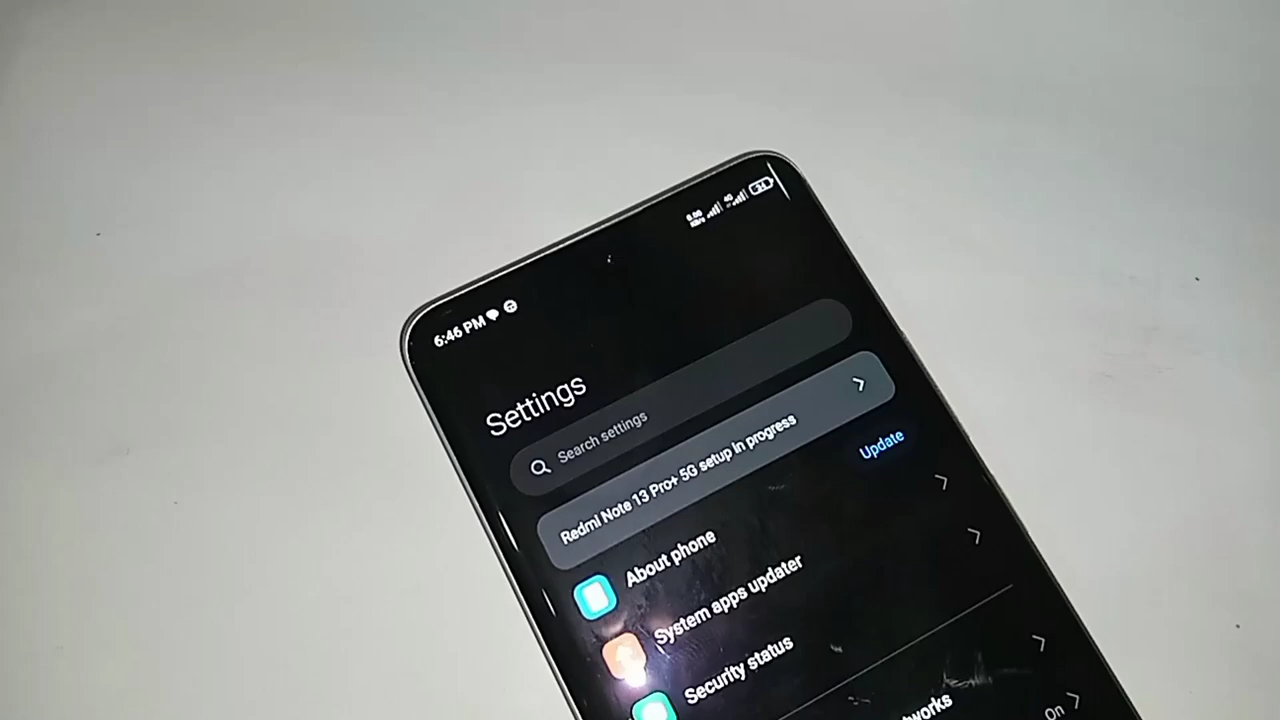 6:46 PM
4G
Settings
Search settings
Redmi Note 13 Pro+ 5G setup in progress
About phone
Update
System apps updater
Security status
On